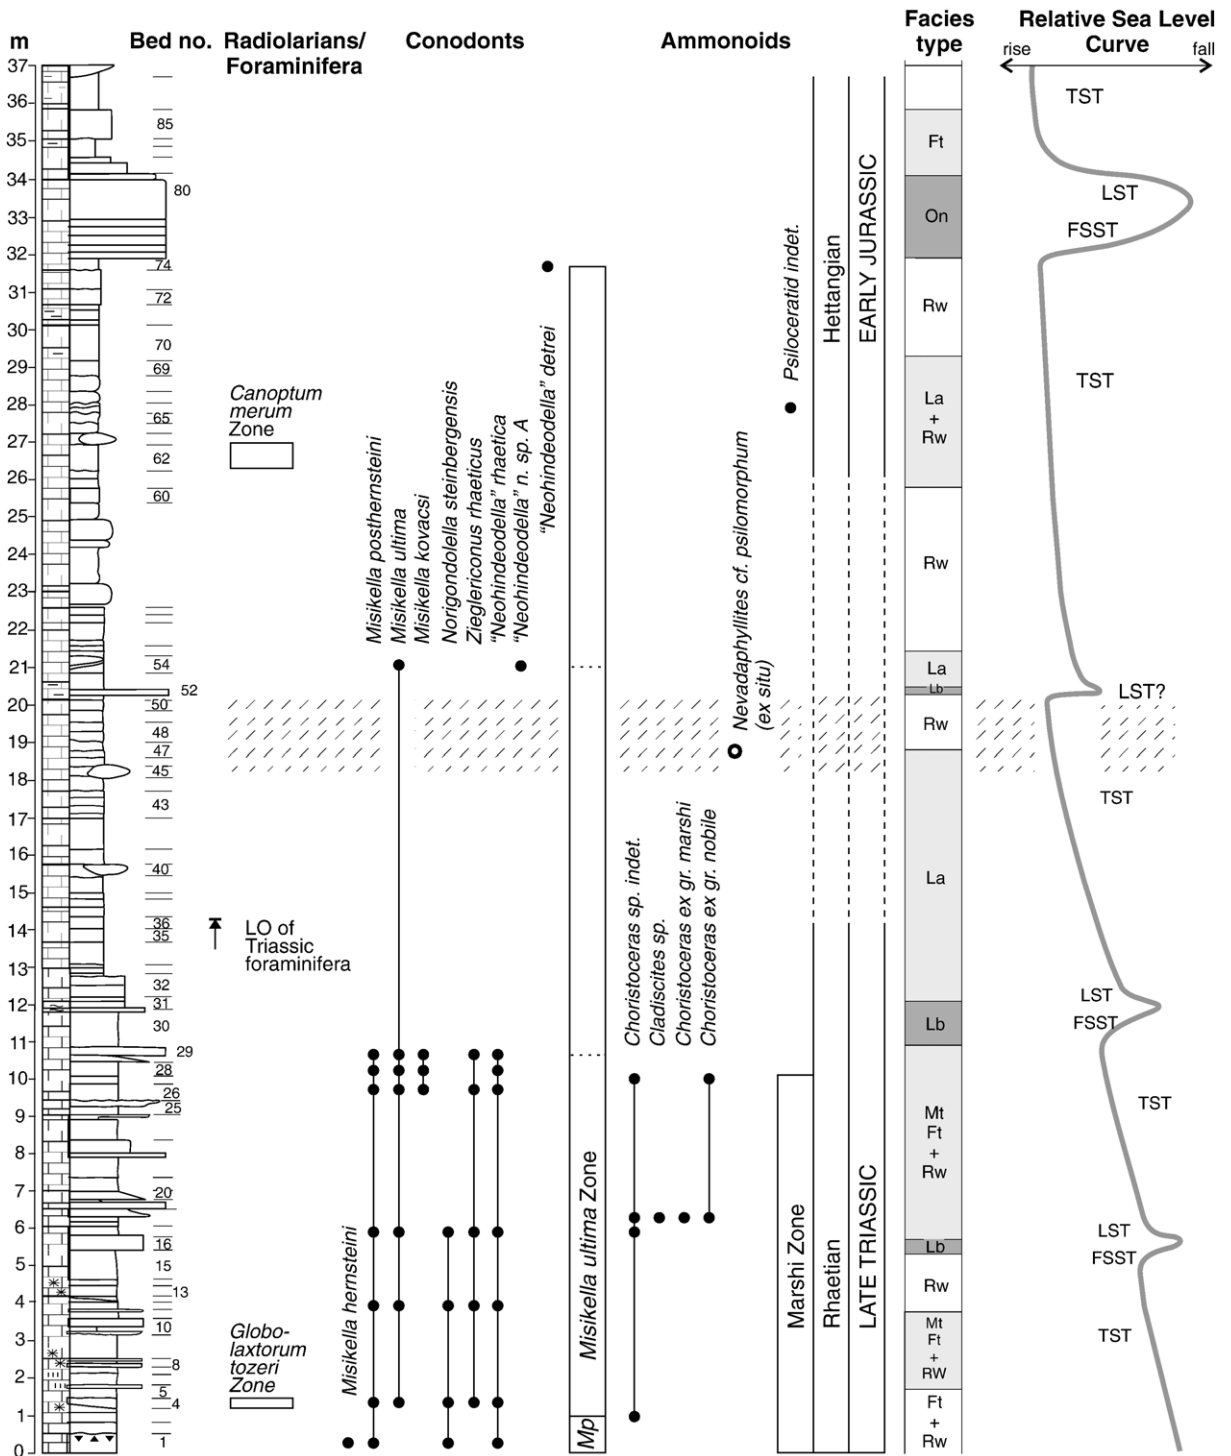 m
Bed no.
Radiolarians/
Foraminifera
Conodonts
Ammonoids
Facies
type
Relative Sea Level
Curve
rise
fall
37
36
35
34
33
32
31
30
29
28
27
26
25
24
23
22
21
20
19
18
17
16
15
14
13
12
11
10
9
8
7
6
5
4
3
2
1
0
85
80
74
72
70
69
65
62
60
54
52
50
48
47
45
43
40
36
35
32
31
30
29
28
26
25
20
16
15
13
10
8
5
4
1
Canoptum
merum
Zone
LO of
Triassic
foraminifera
Globo-
laxtorum
tozeri
Zone
Misikella hernsteini
Misikella posthernsteini
Misikella ultima
Misikella kovacsi
Norigondolella steinbergensis
Zieglericonus rhaeticus
“Neohindeodella” rhaetica
“Neohindeodella” n. sp. A
“Neohindeodella” detrei
Misikella ultima Zone
Mp
Choristoceras sp. indet.
Cladiscites sp.
Choristoceras ex gr. marshi
Choristoceras ex gr. nobile
Nevadaphyllites cf. psilomorphum
(ex situ)
Psiloceratid indet.
Marshi Zone
Hettangian
Rhaetian
EARLY JURASSIC
LATE TRIASSIC
Ft
On
Rw
La
+
Rw
Rw
La
Lb
Rw
La
Lb
Mt
Ft
+
Rw
Lb
Rw
Mt
Ft
+
RW
Ft
+
Rw
TST
LST
FSST
TST
LST?
TST
LST
FSST
TST
LST
FSST
TST